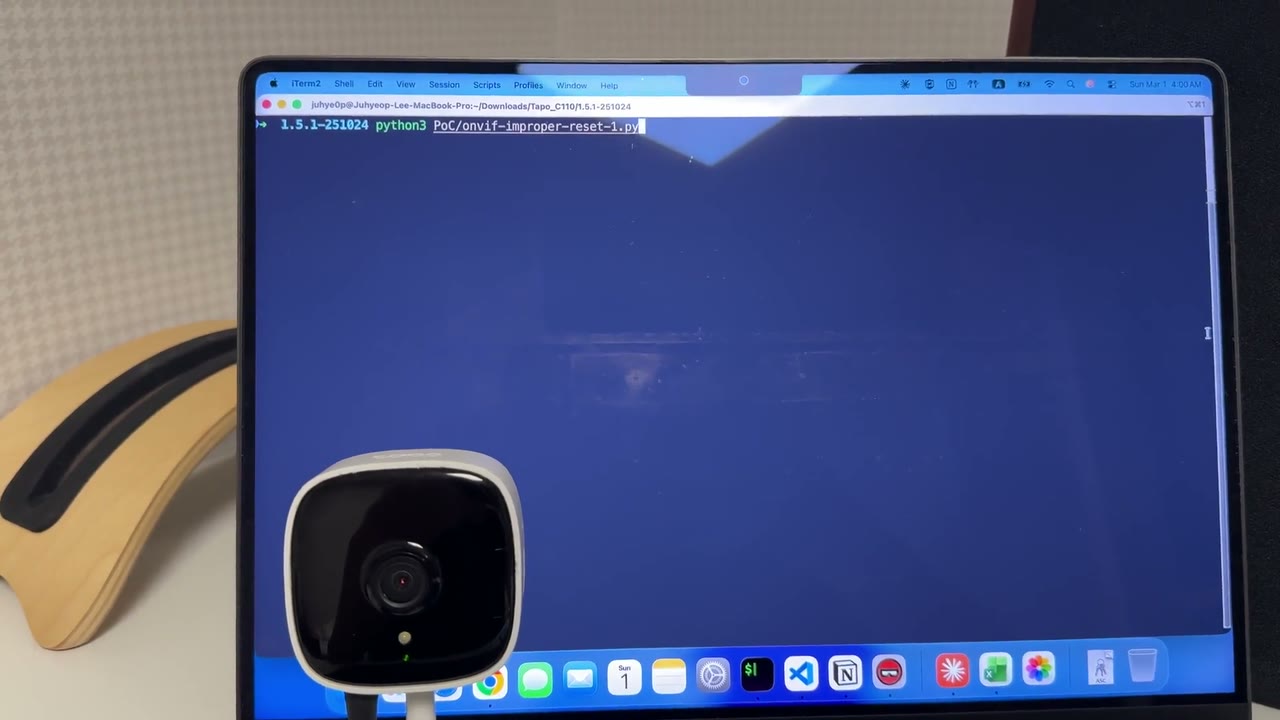 iTerm2 Shell Edit View Session Scripts Profiles Window Help Sun Mar 1 4:00 AM
juhye0p@Juhyeop-Lee-MacBook-Pro:~/Downloads/Tapo_C110/1.5.1-251024 ⌥⌘1
1.5.1-251024 python3 PoC/onvif-improper-reset-1.py
Sun
1
$